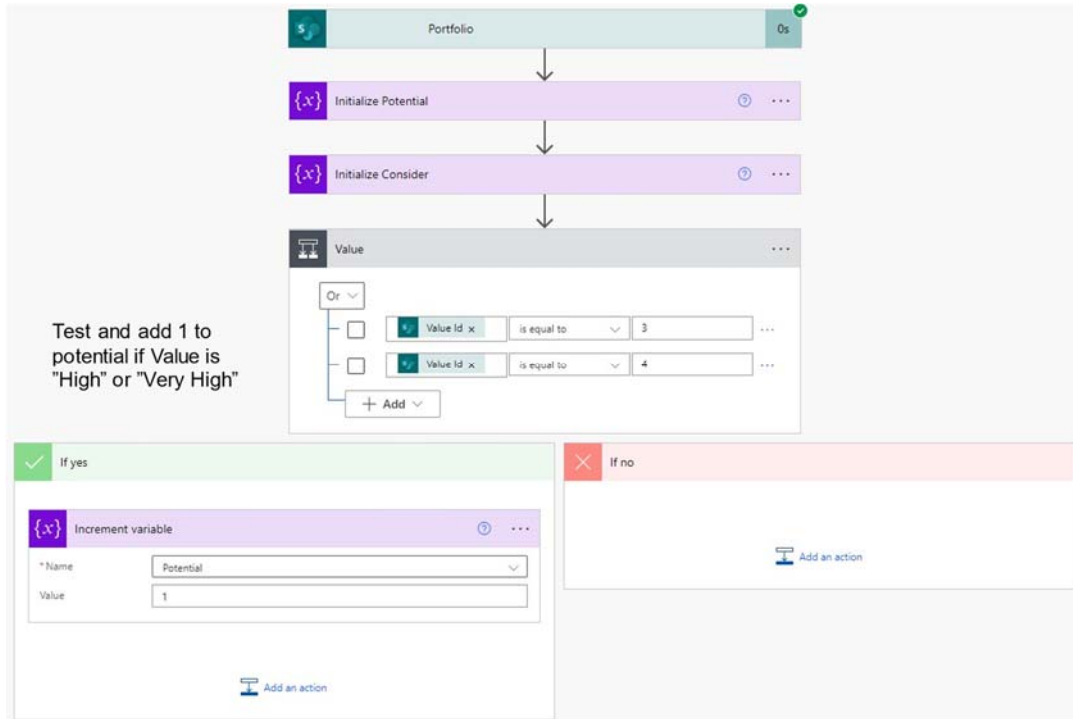 Portfolio
0s
{x} Initialize Potential
{x} Initialize Consider
Value
Or
Value Id x is equal to 3
Value Id x is equal to 4
+ Add
Test and add 1 to
potential if Value is
”High” or ”Very High”
If yes
If no
{x} Increment variable
* Name Potential
Value 1
Add an action
Add an action